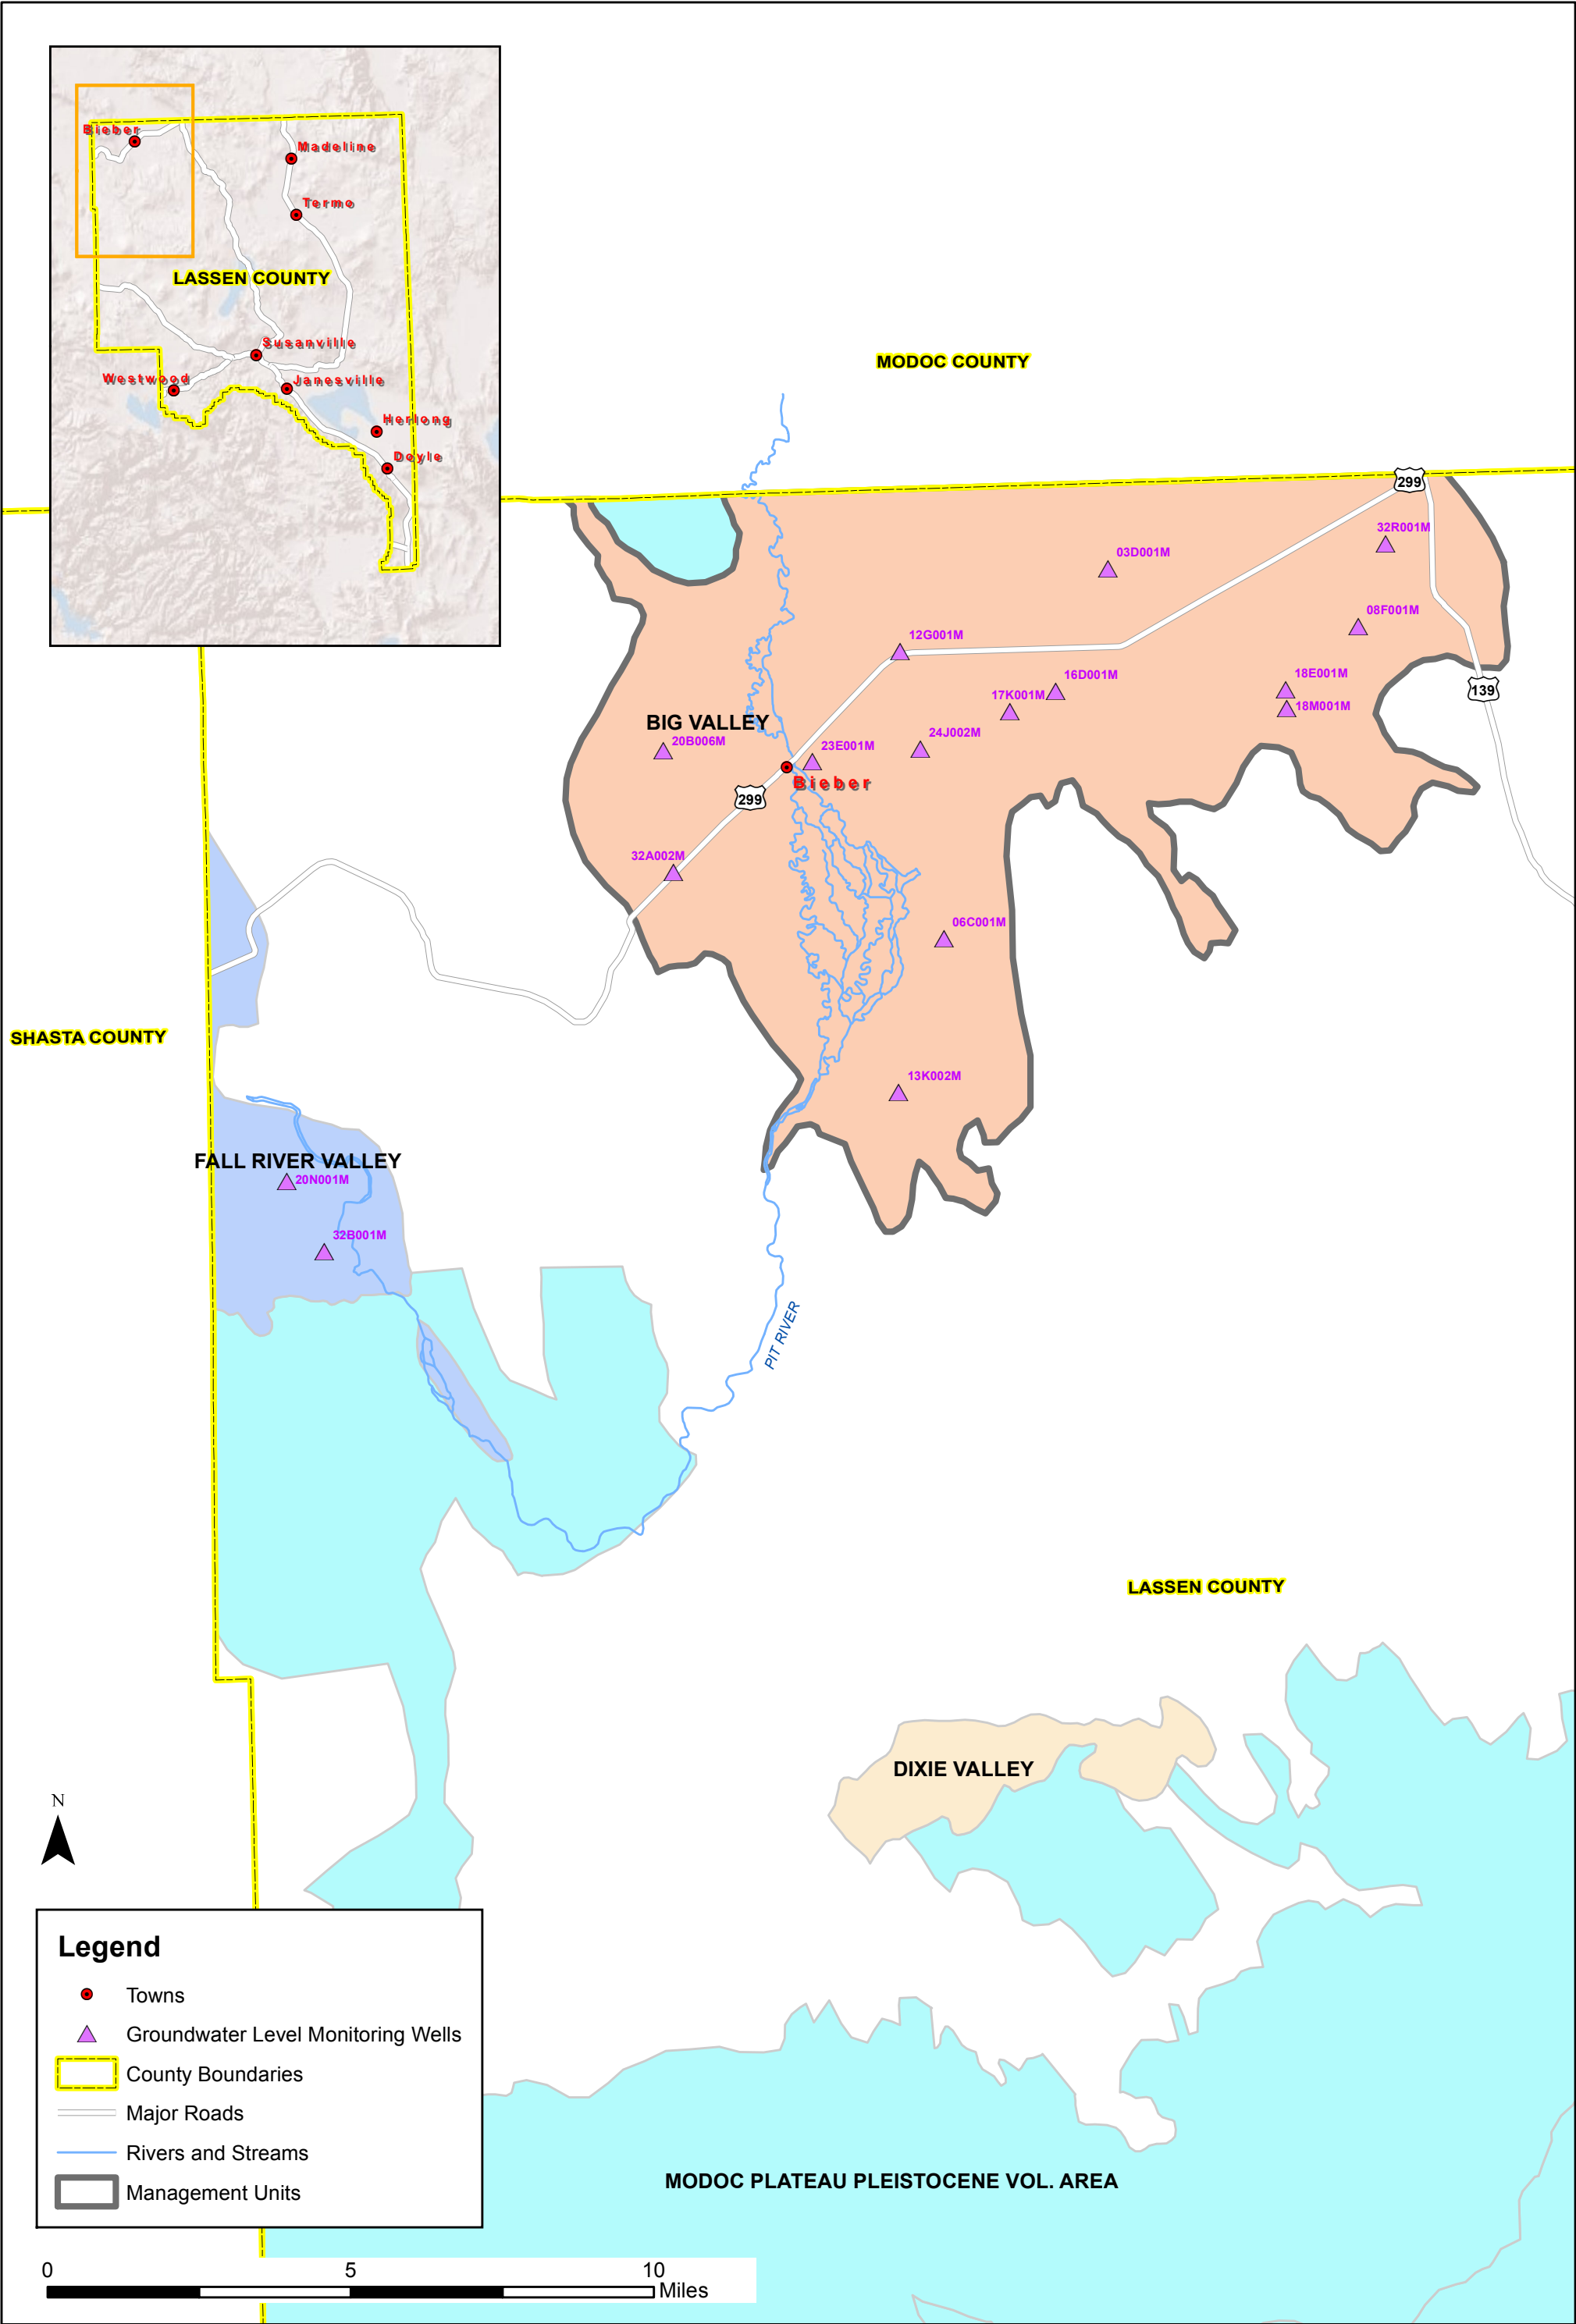 Bieber
Madeline
Termo
LASSEN COUNTY
Susanville
Westwood
Janesville
Herlong
Doyle
MODOC COUNTY
299
32R001M
03D001M
08F001M
12G001M
16D001M
18E001M
17K001M
139
18M001M
BIG VALLEY
20B006M
24J002M
23E001M
Bieber
299
32A002M
06C001M
SHASTA COUNTY
13K002M
FALL RIVER VALLEY
20N001M
32B001M
PIT RIVER
LASSEN COUNTY
DIXIE VALLEY
N
Legend
Towns
Groundwater Level Monitoring Wells
County Boundaries
Major Roads
Rivers and Streams
Management Units
MODOC PLATEAU PLEISTOCENE VOL. AREA
0 5 10
Miles